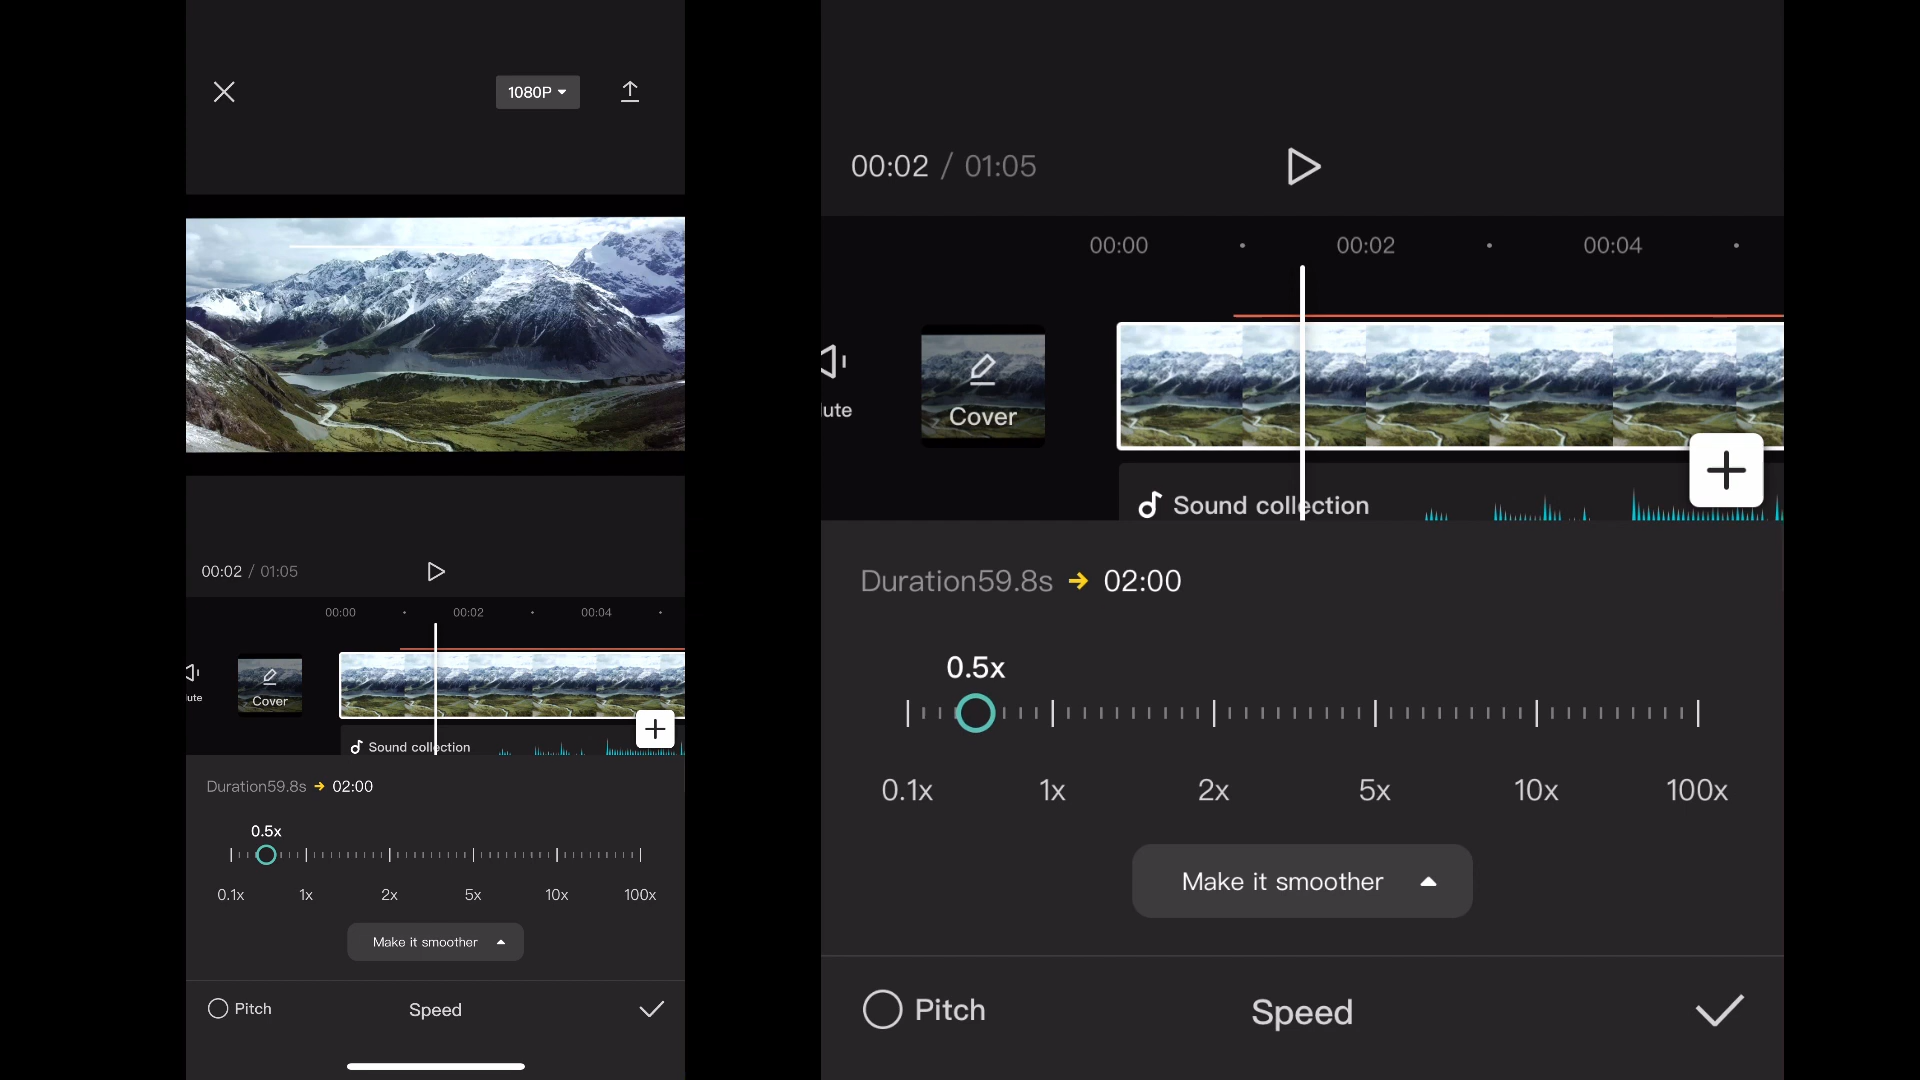 1080P
00:02 / 01:05
00:00 00:02 00:04
ute
Cover
Sound collection
Duration59.8s → 02:00
0.5x
0.1x 1x 2x 5x 10x 100x
Make it smoother
Pitch Speed
00:02 / 01:05
00:00 00:02 00:04
ute
Cover
Sound collection
Duration59.8s → 02:00
0.5x
0.1x 1x 2x 5x 10x 100x
Make it smoother
Pitch Speed